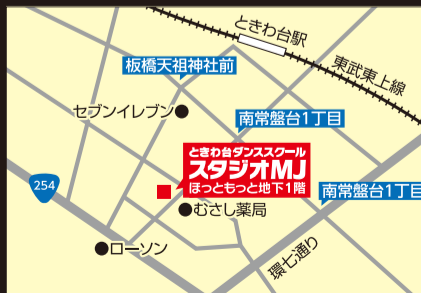 ときわ台駅
東武東上線
板橋天祖神社前
セブンイレブン
南常盤台1丁目
ときわ台ダンススクール
スタジオMJ
ほっともっと地下1階
254
南常盤台1丁目
むさし薬局
ローソン
環七通り